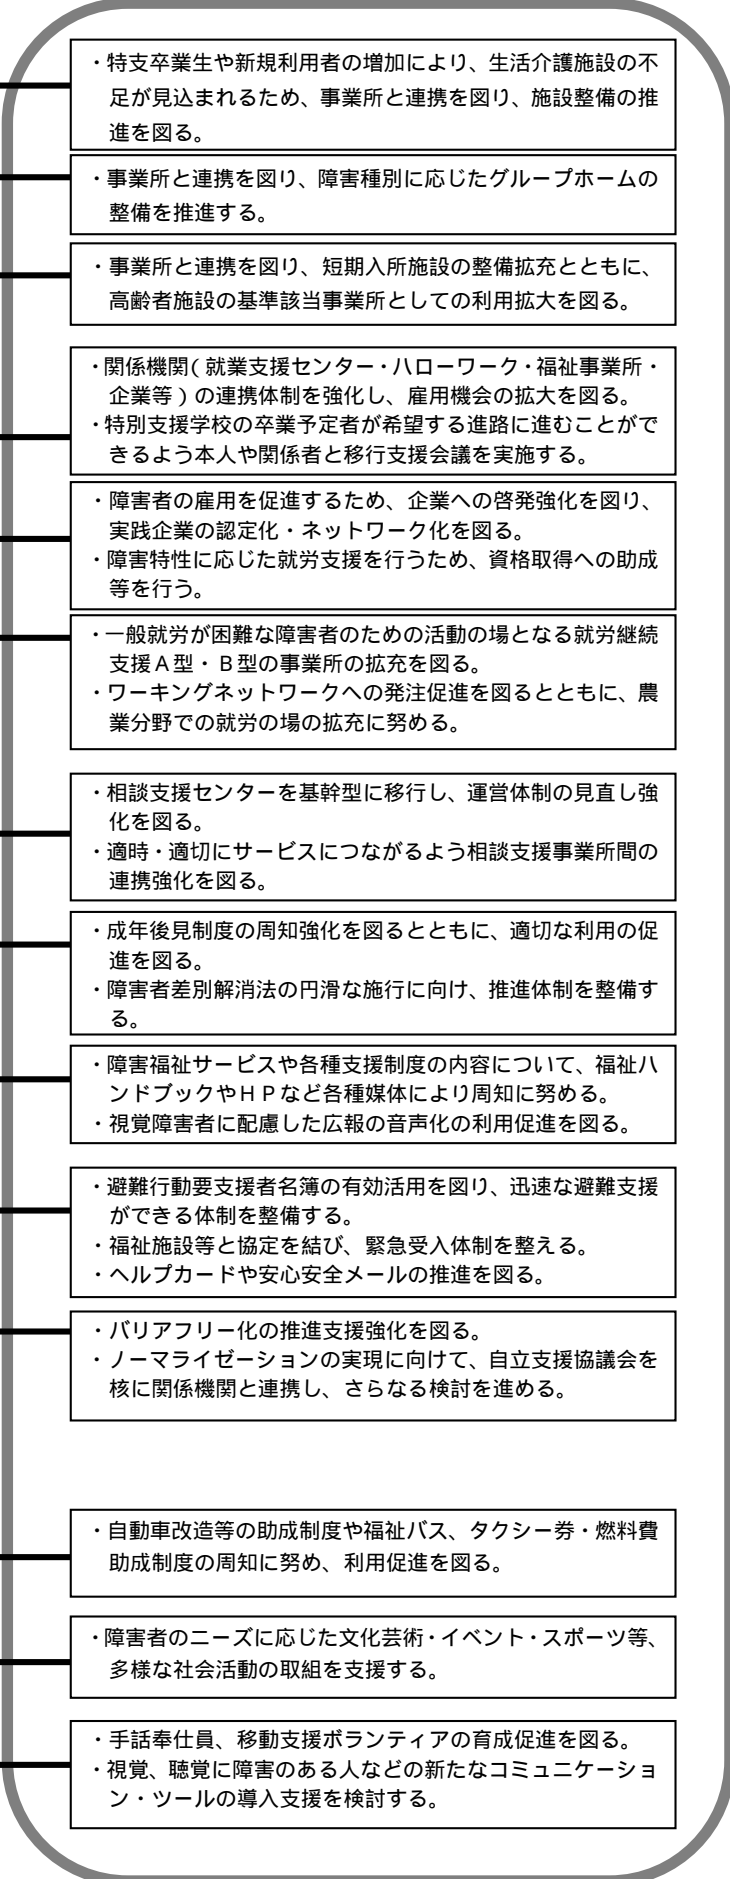 ・特支卒業生や新規利用者の増加により、生活介護施設の不
足が見込まれるため、事業所と連携を図り、施設整備の推
進を図る。
・事業所と連携を図り、障害種別に応じたグループホームの
整備を推進する。
・事業所と連携を図り、短期入所施設の整備拡充とともに、
高齢者施設の基準該当事業所としての利用拡大を図る。
・関係機関（就業支援センター・ハローワーク・福祉事業所・
企業等）の連携体制を強化し、雇用機会の拡大を図る。
・特別支援学校の卒業予定者が希望する進路に進むことがで
きるよう本人や関係者と移行支援会議を実施する。
・障害者の雇用を促進するため、企業への啓発強化を図り、
実践企業の認定化・ネットワーク化を図る。
・障害特性に応じた就労支援を行うため、資格取得への助成
等を行う。
・一般就労が困難な障害者のための活動の場となる就労継続
支援Ａ型・Ｂ型の事業所の拡充を図る。
・ワーキングネットワークへの発注促進を図るとともに、農
業分野での就労の場の拡充に努める。
・相談支援センターを基幹型に移行し、運営体制の見直し強
化を図る。
・適時・適切にサービスにつながるよう相談支援事業所間の
連携強化を図る。
・成年後見制度の周知強化を図るとともに、適切な利用の促
進を図る。
・障害者差別解消法の円滑な施行に向け、推進体制を整備す
る。
・障害福祉サービスや各種支援制度の内容について、福祉ハ
ンドブックやＨＰなど各種媒体により周知に努める。
・視覚障害者に配慮した広報の音声化の利用促進を図る。
・避難行動要支援者名簿の有効活用を図り、迅速な避難支援
ができる体制を整備する。
・福祉施設等と協定を結び、緊急受入体制を整える。
・ヘルプカードや安心安全メールの推進を図る。
・バリアフリー化の推進支援強化を図る。
・ノーマライゼーションの実現に向けて、自立支援協議会を
核に関係機関と連携し、さらなる検討を進める。
・自動車改造等の助成制度や福祉バス、タクシー券・燃料費
助成制度の周知に努め、利用促進を図る。
・障害者のニーズに応じた文化芸術・イベント・スポーツ等、
多様な社会活動の取組を支援する。
・手話奉仕員、移動支援ボランティアの育成促進を図る。
・視覚、聴覚に障害のある人などの新たなコミュニケーショ
ン・ツールの導入支援を検討する。